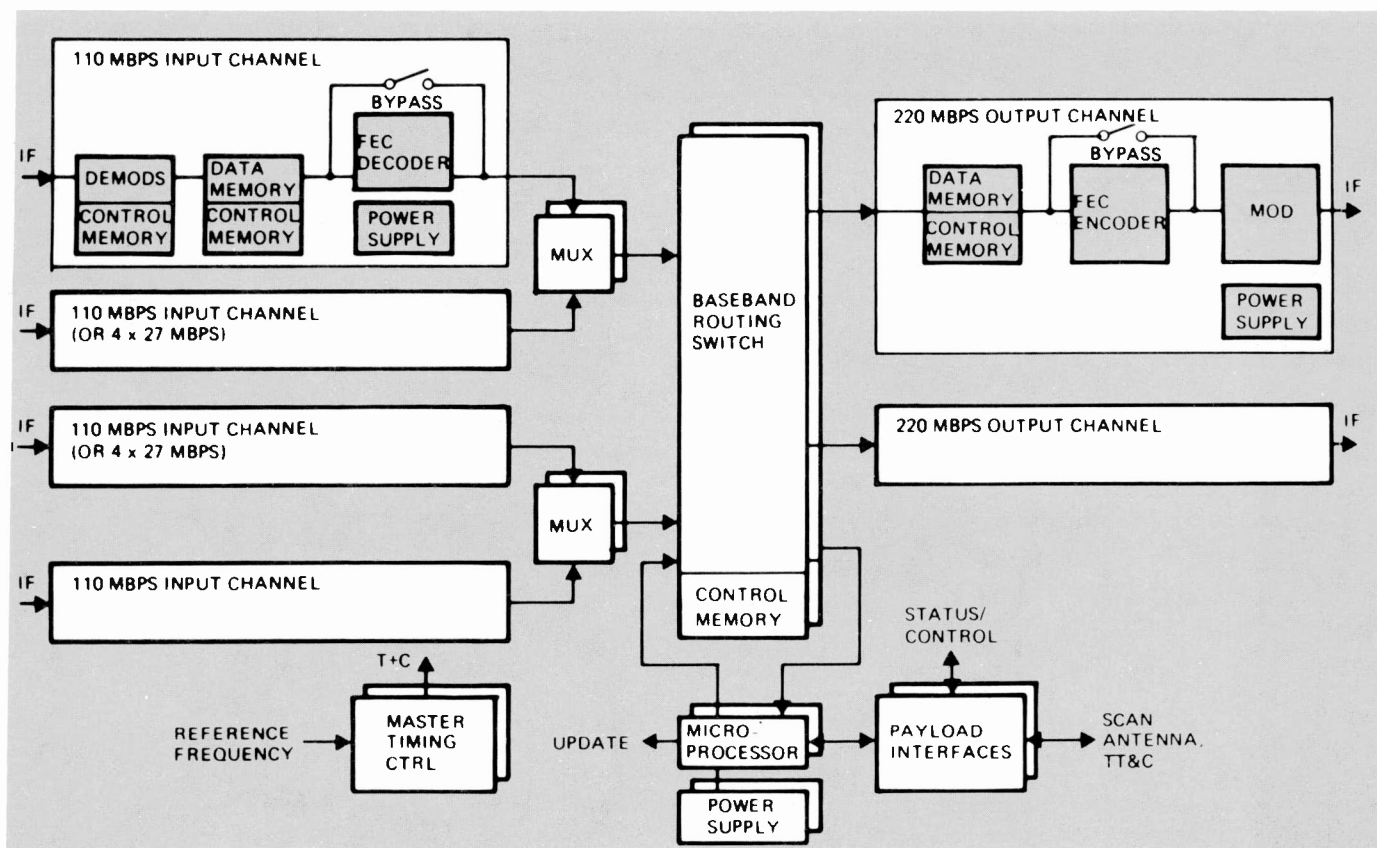 110 MBPS INPUT CHANNEL
BYPASS
FEC
DECODER
IF
DEMODS
CONTROL
MEMORY
DATA
MEMORY
CONTROL
MEMORY
POWER
SUPPLY
MUX
IF
110 MBPS INPUT CHANNEL
(OR 4 x 27 MBPS)
IF
110 MBPS INPUT CHANNEL
(OR 4 x 27 MBPS)
MUX
IF
110 MBPS INPUT CHANNEL
BASEBAND
ROUTING
SWITCH
CONTROL
MEMORY
220 MBPS OUTPUT CHANNEL
BYPASS
DATA
MEMORY
CONTROL
MEMORY
FEC
ENCODER
MOD
IF
POWER
SUPPLY
220 MBPS OUTPUT CHANNEL
IF
T+C
REFERENCE
FREQUENCY
MASTER
TIMING
CTRL
UPDATE
MICRO-
PROCESSOR
POWER
SUPPLY
STATUS/
CONTROL
PAYLOAD
INTERFACES
SCAN
ANTENNA,
TT&C